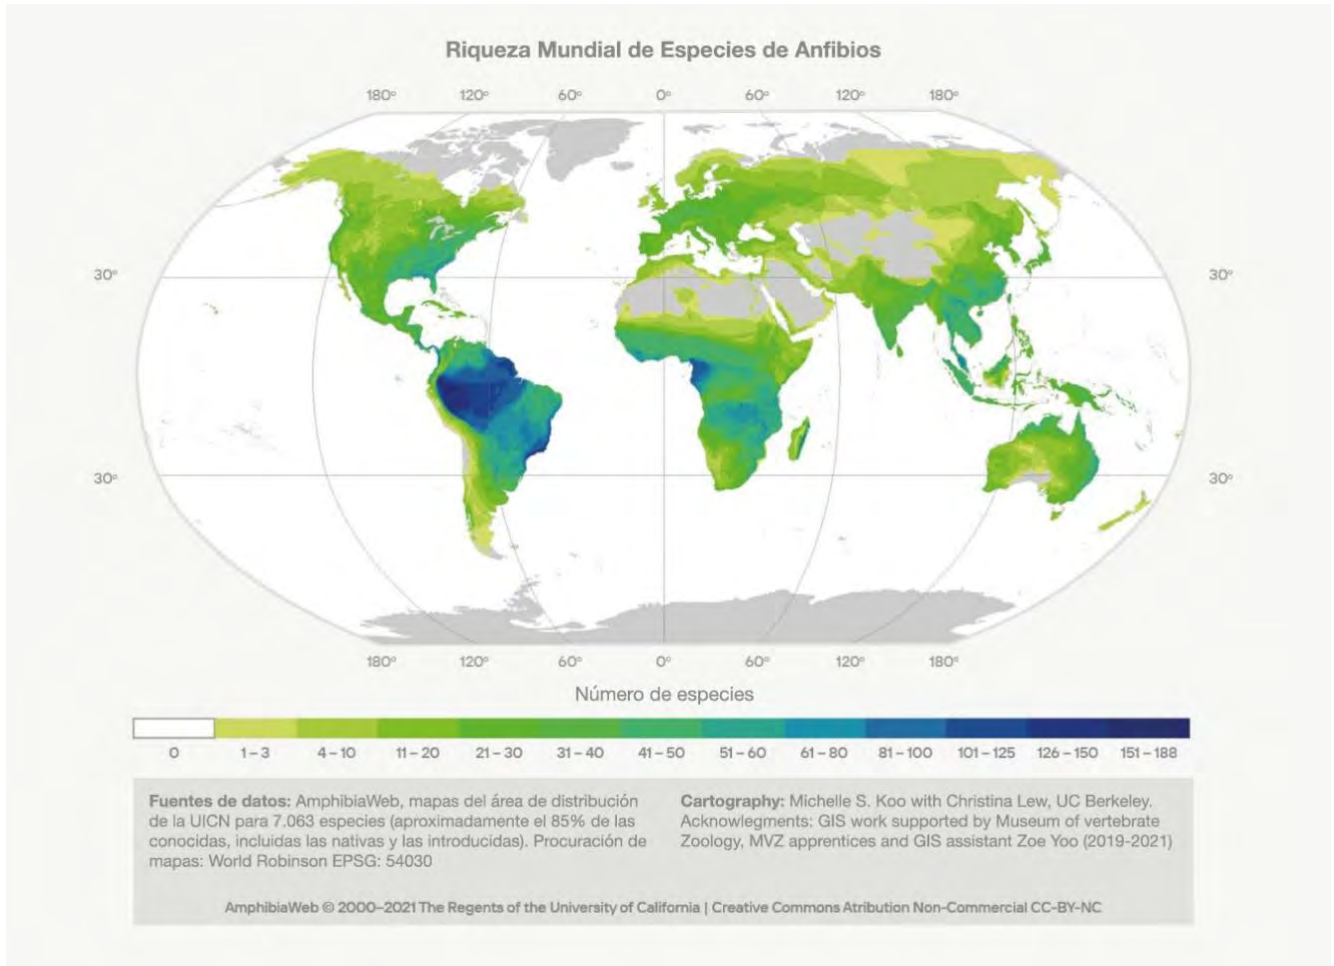 Riqueza Mundial de Especies de Anfibios
180° 120° 60° 0° 60° 120° 180°
30° 30°
30° 30°
180° 120° 60° 0° 60° 120° 180°
Número de especies
0 1–3 4–10 11–20 21–30 31–40 41–50 51–60 61–80 81–100 101–125 126–150 151–188
Fuentes de datos: AmphibiaWeb, mapas del área de distribución
de la UICN para 7.063 especies (aproximadamente el 85% de las
conocidas, incluidas las nativas y las introducidas). Procuración de
mapas: World Robinson EPSG: 54030
Cartography: Michelle S. Koo with Christina Lew, UC Berkeley.
Acknowlegments: GIS work supported by Museum of vertebrate
Zoology, MVZ apprentices and GIS assistant Zoe Yoo (2019-2021)
AmphibiaWeb © 2000–2021 The Regents of the University of California | Creative Commons Atribution Non-Commercial CC-BY-NC